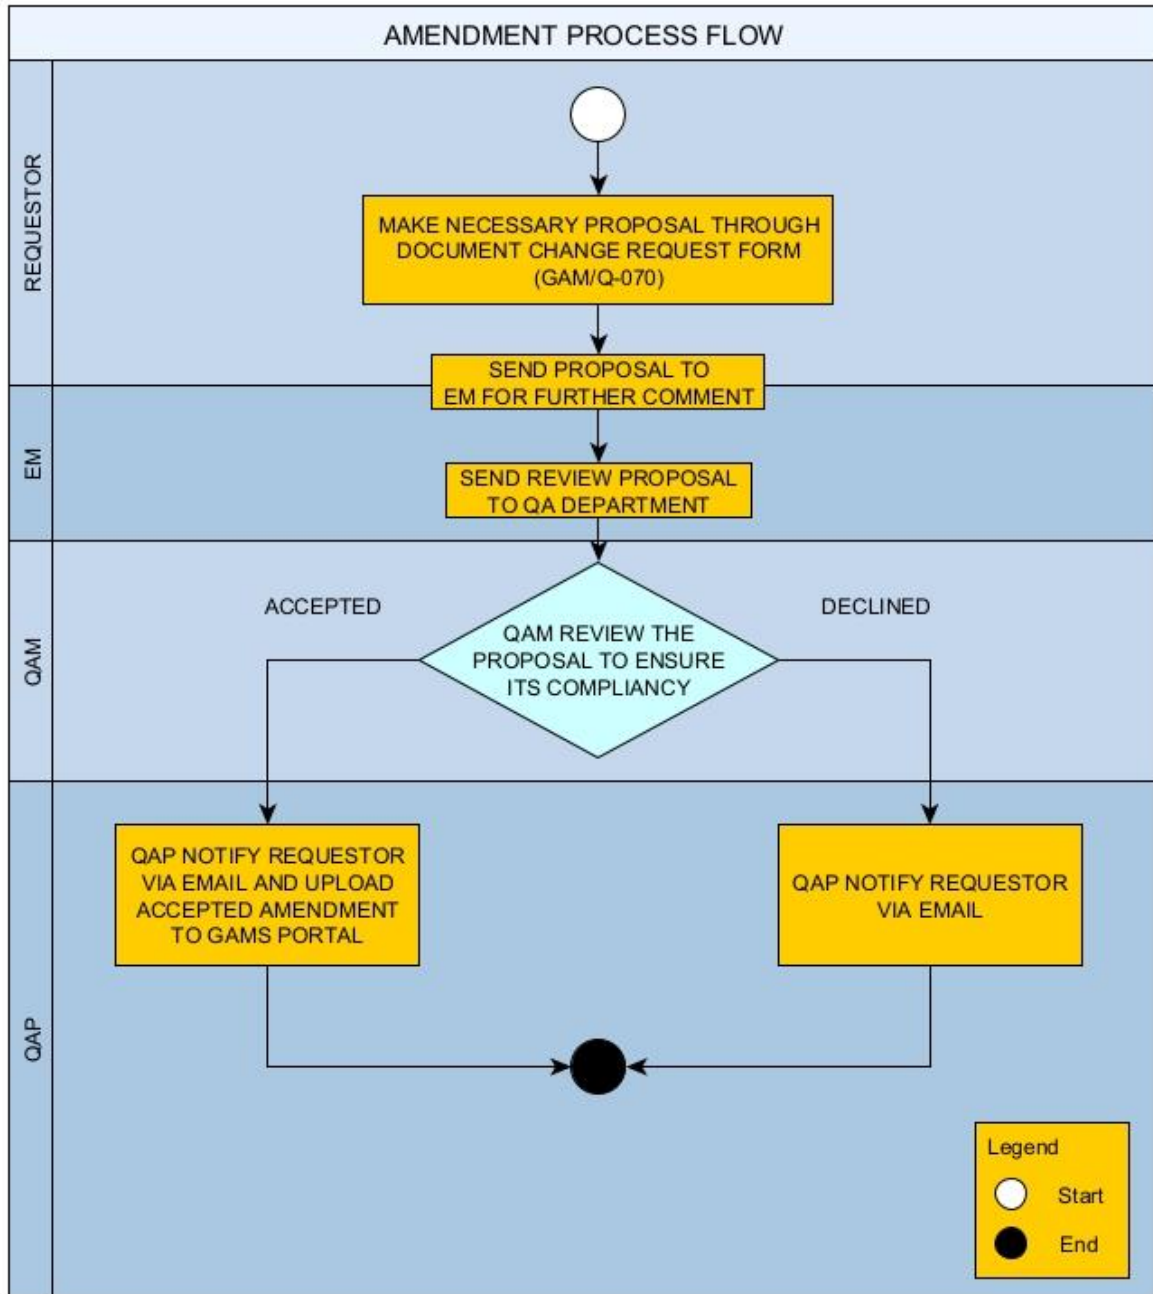 AMENDMENT PROCESS FLOW
REQUESTOR
MAKE NECESSARY PROPOSAL THROUGH
DOCUMENT CHANGE REQUEST FORM
(GAM/Q-070)
SEND PROPOSAL TO
EM FOR FURTHER COMMENT
EM
SEND REVIEW PROPOSAL
TO QA DEPARTMENT
QAM
ACCEPTED
DECLINED
QAM REVIEW THE
PROPOSAL TO ENSURE
ITS COMPLIANCY
QAP
QAP NOTIFY REQUESTOR
VIA EMAIL AND UPLOAD
ACCEPTED AMENDMENT
TO GAMS PORTAL
QAP NOTIFY REQUESTOR
VIA EMAIL
Legend
Start
End